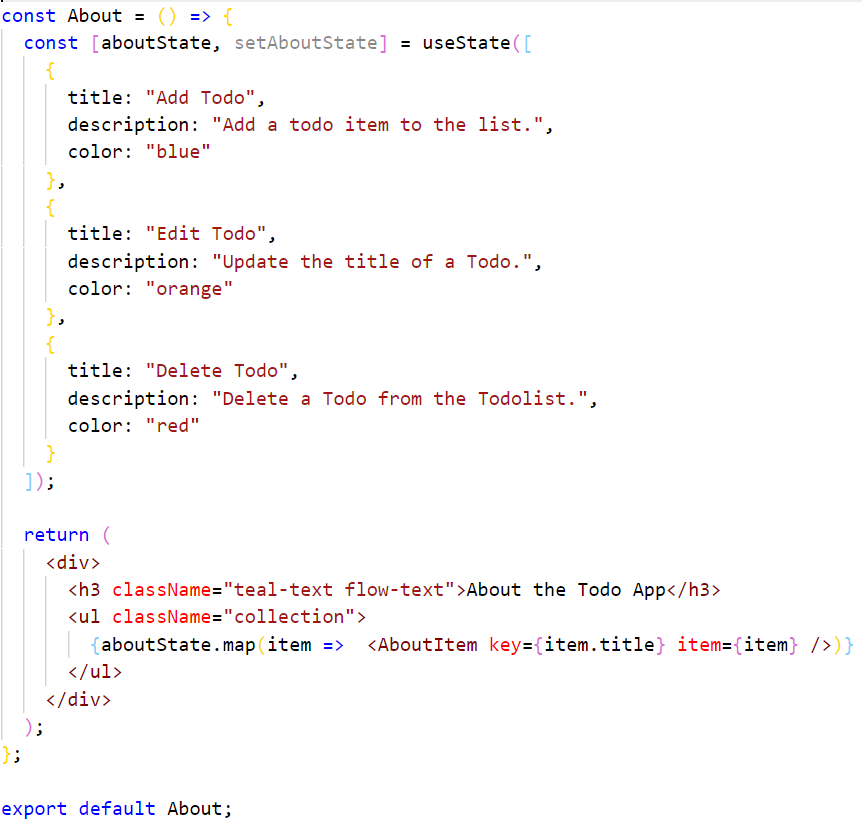 const About = () => {
  const [aboutState, setAboutState] = useState([
    {
      title: "Add Todo",
      description: "Add a todo item to the list.",
      color: "blue"
    },
    {
      title: "Edit Todo",
      description: "Update the title of a Todo.",
      color: "orange"
    },
    {
      title: "Delete Todo",
      description: "Delete a Todo from the Todolist.",
      color: "red"
    }
  ]);

  return (
    <div>
      <h3 className="teal-text flow-text">About the Todo App</h3>
      <ul className="collection">
        {aboutState.map(item =>  <AboutItem key={item.title} item={item} />)}
      </ul>
    </div>
  );
};

export default About;